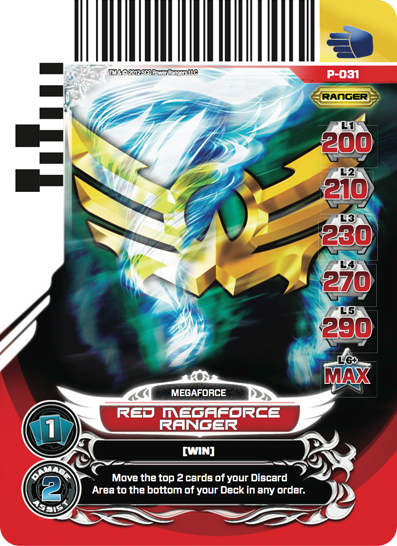 TM & © 2012 SCG Power Rangers LLC
P-031
RANGER
L1
200
L2
210
L3
230
L4
270
L5
290
L6+
MAX
MEGAFORCE
RED MEGAFORCE
RANGER
1
[WIN]
DAMAGE
2
ASSIST
Move the top 2 cards of your Discard
Area to the bottom of your Deck in any order.